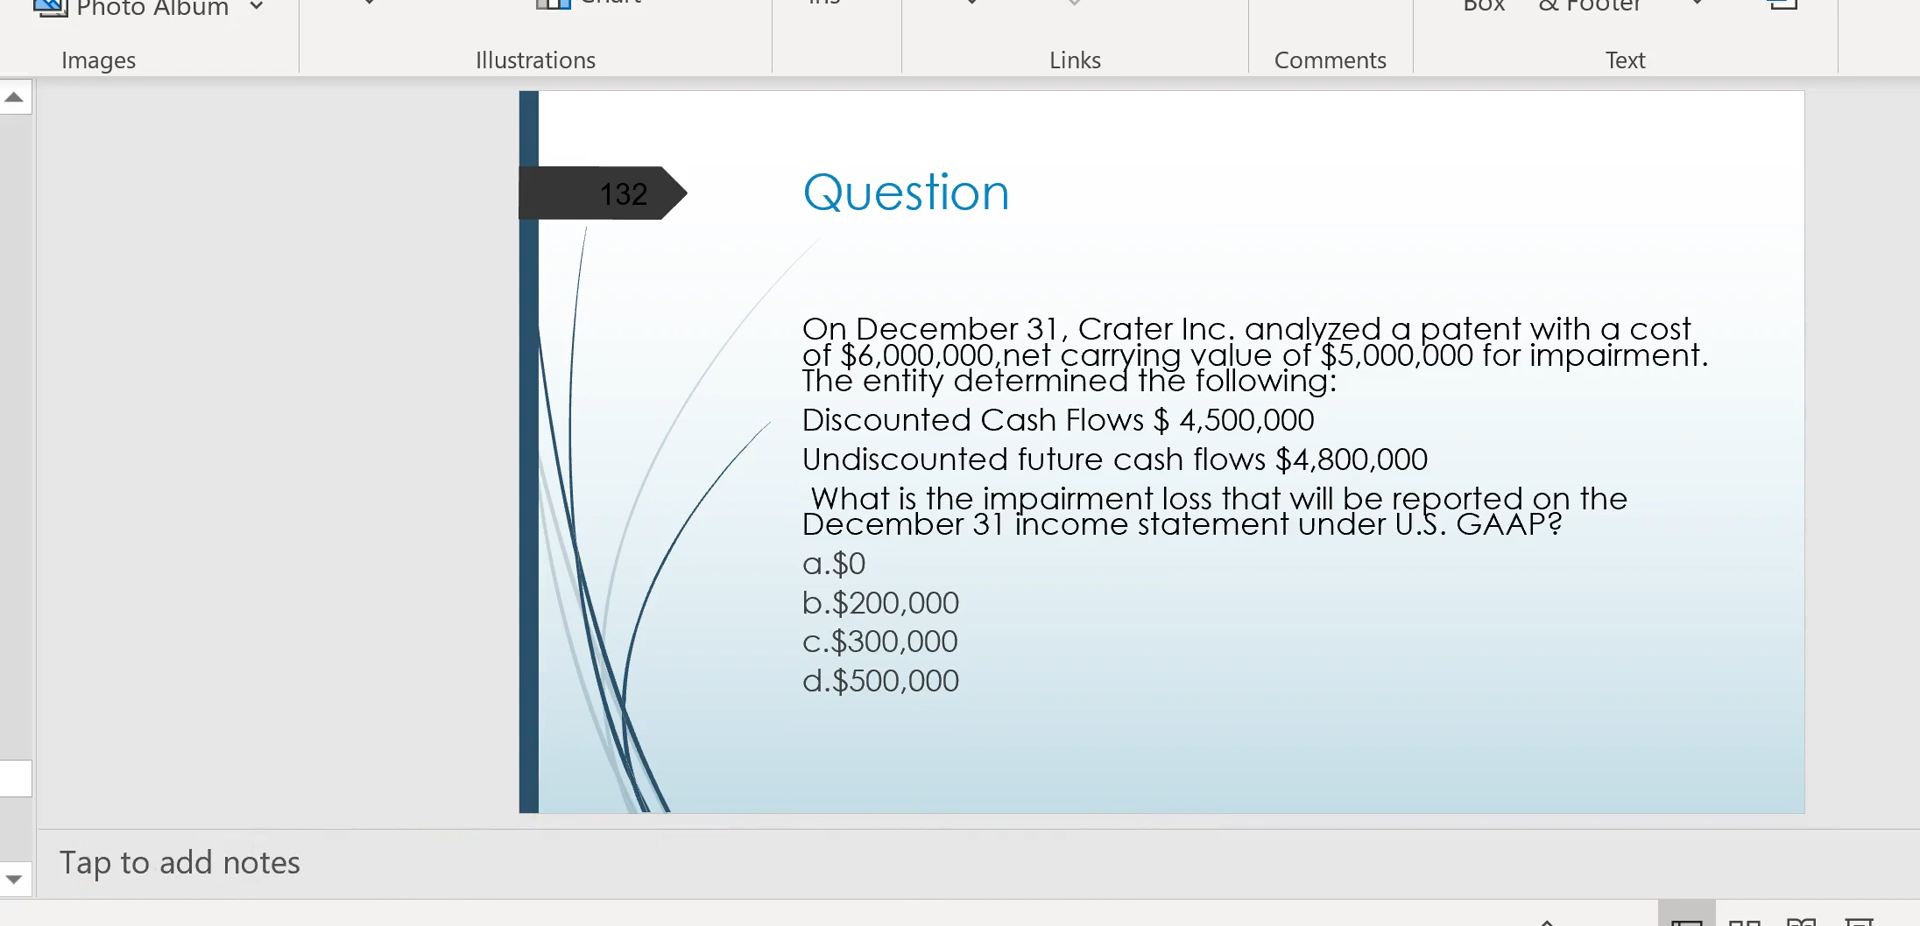 Photo Album
Chart
Ins
Box & Footer
Images Illustrations Links Comments Text
132 Question
On December 31, Crater Inc. analyzed a patent with a cost
of $6,000,000,net carrying value of $5,000,000 for impairment.
The entity determined the following:
Discounted Cash Flows $ 4,500,000
Undiscounted future cash flows $4,800,000
What is the impairment loss that will be reported on the
December 31 income statement under U.S. GAAP?
a.$0
b.$200,000
c.$300,000
d.$500,000
Tap to add notes